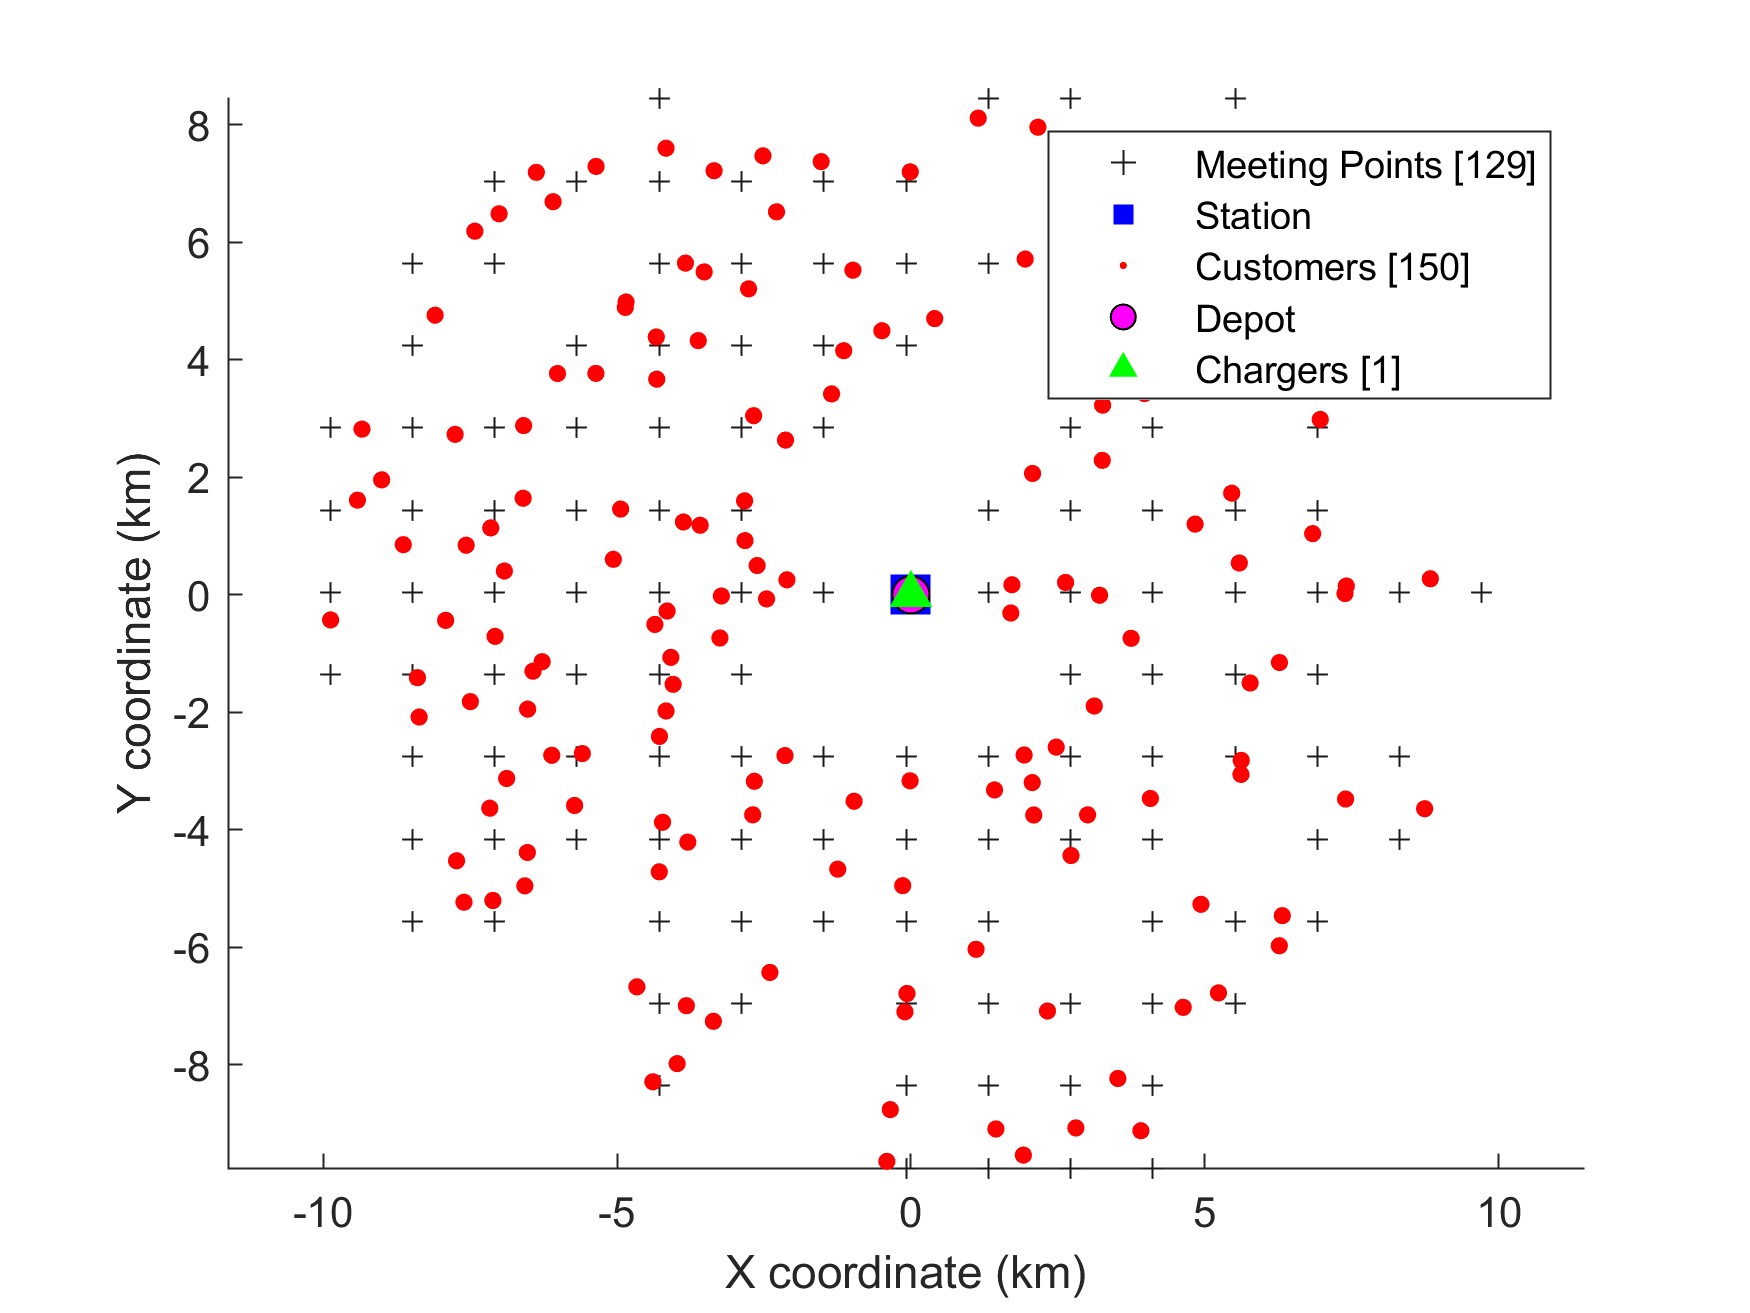 8
6
4
2
0
-2
-4
-6
-8
Y coordinate (km)
Meeting Points [129]
Station
Customers [150]
Depot
Chargers [1]
-10 -5 0 5 10
X coordinate (km)